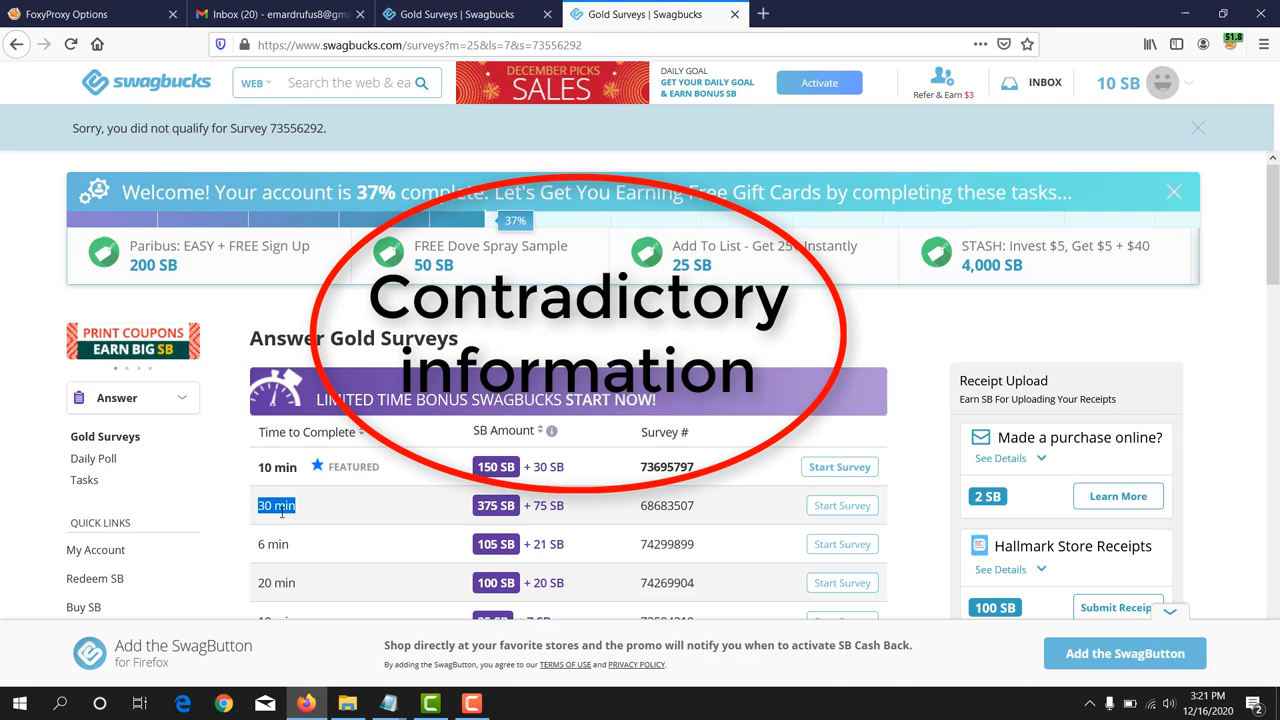 FoxyProxy Options
Inbox (20) - emardrufus8@gm
Gold Surveys | Swagbucks
Gold Surveys | Swagbucks
https://www.swagbucks.com/surveys?m=25&ls=7&s=73556292
51.8
swagbucks
WEB
Search the web & ea
DECEMBER PICKS
SALES
DAILY GOAL
GET YOUR DAILY GOAL
& EARN BONUS SB
Activate
Refer & Earn $3
INBOX
10 SB
Sorry, you did not qualify for Survey 73556292.
Welcome! Your account is 37% complete. Let's Get You Earning Free Gift Cards by completing these tasks...
37%
Paribus: EASY + FREE Sign Up
200 SB
FREE Dove Spray Sample
50 SB
Add To List - Get 25¢ Instantly
25 SB
STASH: Invest $5, Get $5 + $40
4,000 SB
Contradictory
information
PRINT COUPONS
EARN BIG SB
Answer
Gold Surveys
Daily Poll
Tasks
QUICK LINKS
My Account
Redeem SB
Buy SB
Answer Gold Surveys
LIMITED TIME BONUS SWAGBUCKS START NOW!
Time to Complete SB Amount Survey #
10 min FEATURED 150 SB + 30 SB 73695797 Start Survey
30 min 375 SB + 75 SB 68683507 Start Survey
6 min 105 SB + 21 SB 74299899 Start Survey
20 min 100 SB + 20 SB 74269904 Start Survey
Receipt Upload
Earn SB For Uploading Your Receipts
Made a purchase online?
See Details
2 SB
Learn More
Hallmark Store Receipts
See Details
100 SB
Submit Receip
Add the SwagButton
for Firefox
Shop directly at your favorite stores and the promo will notify you when to activate SB Cash Back.
By adding the SwagButton, you agree to our TERMS OF USE and PRIVACY POLICY.
Add the SwagButton
3:21 PM
12/16/2020
2